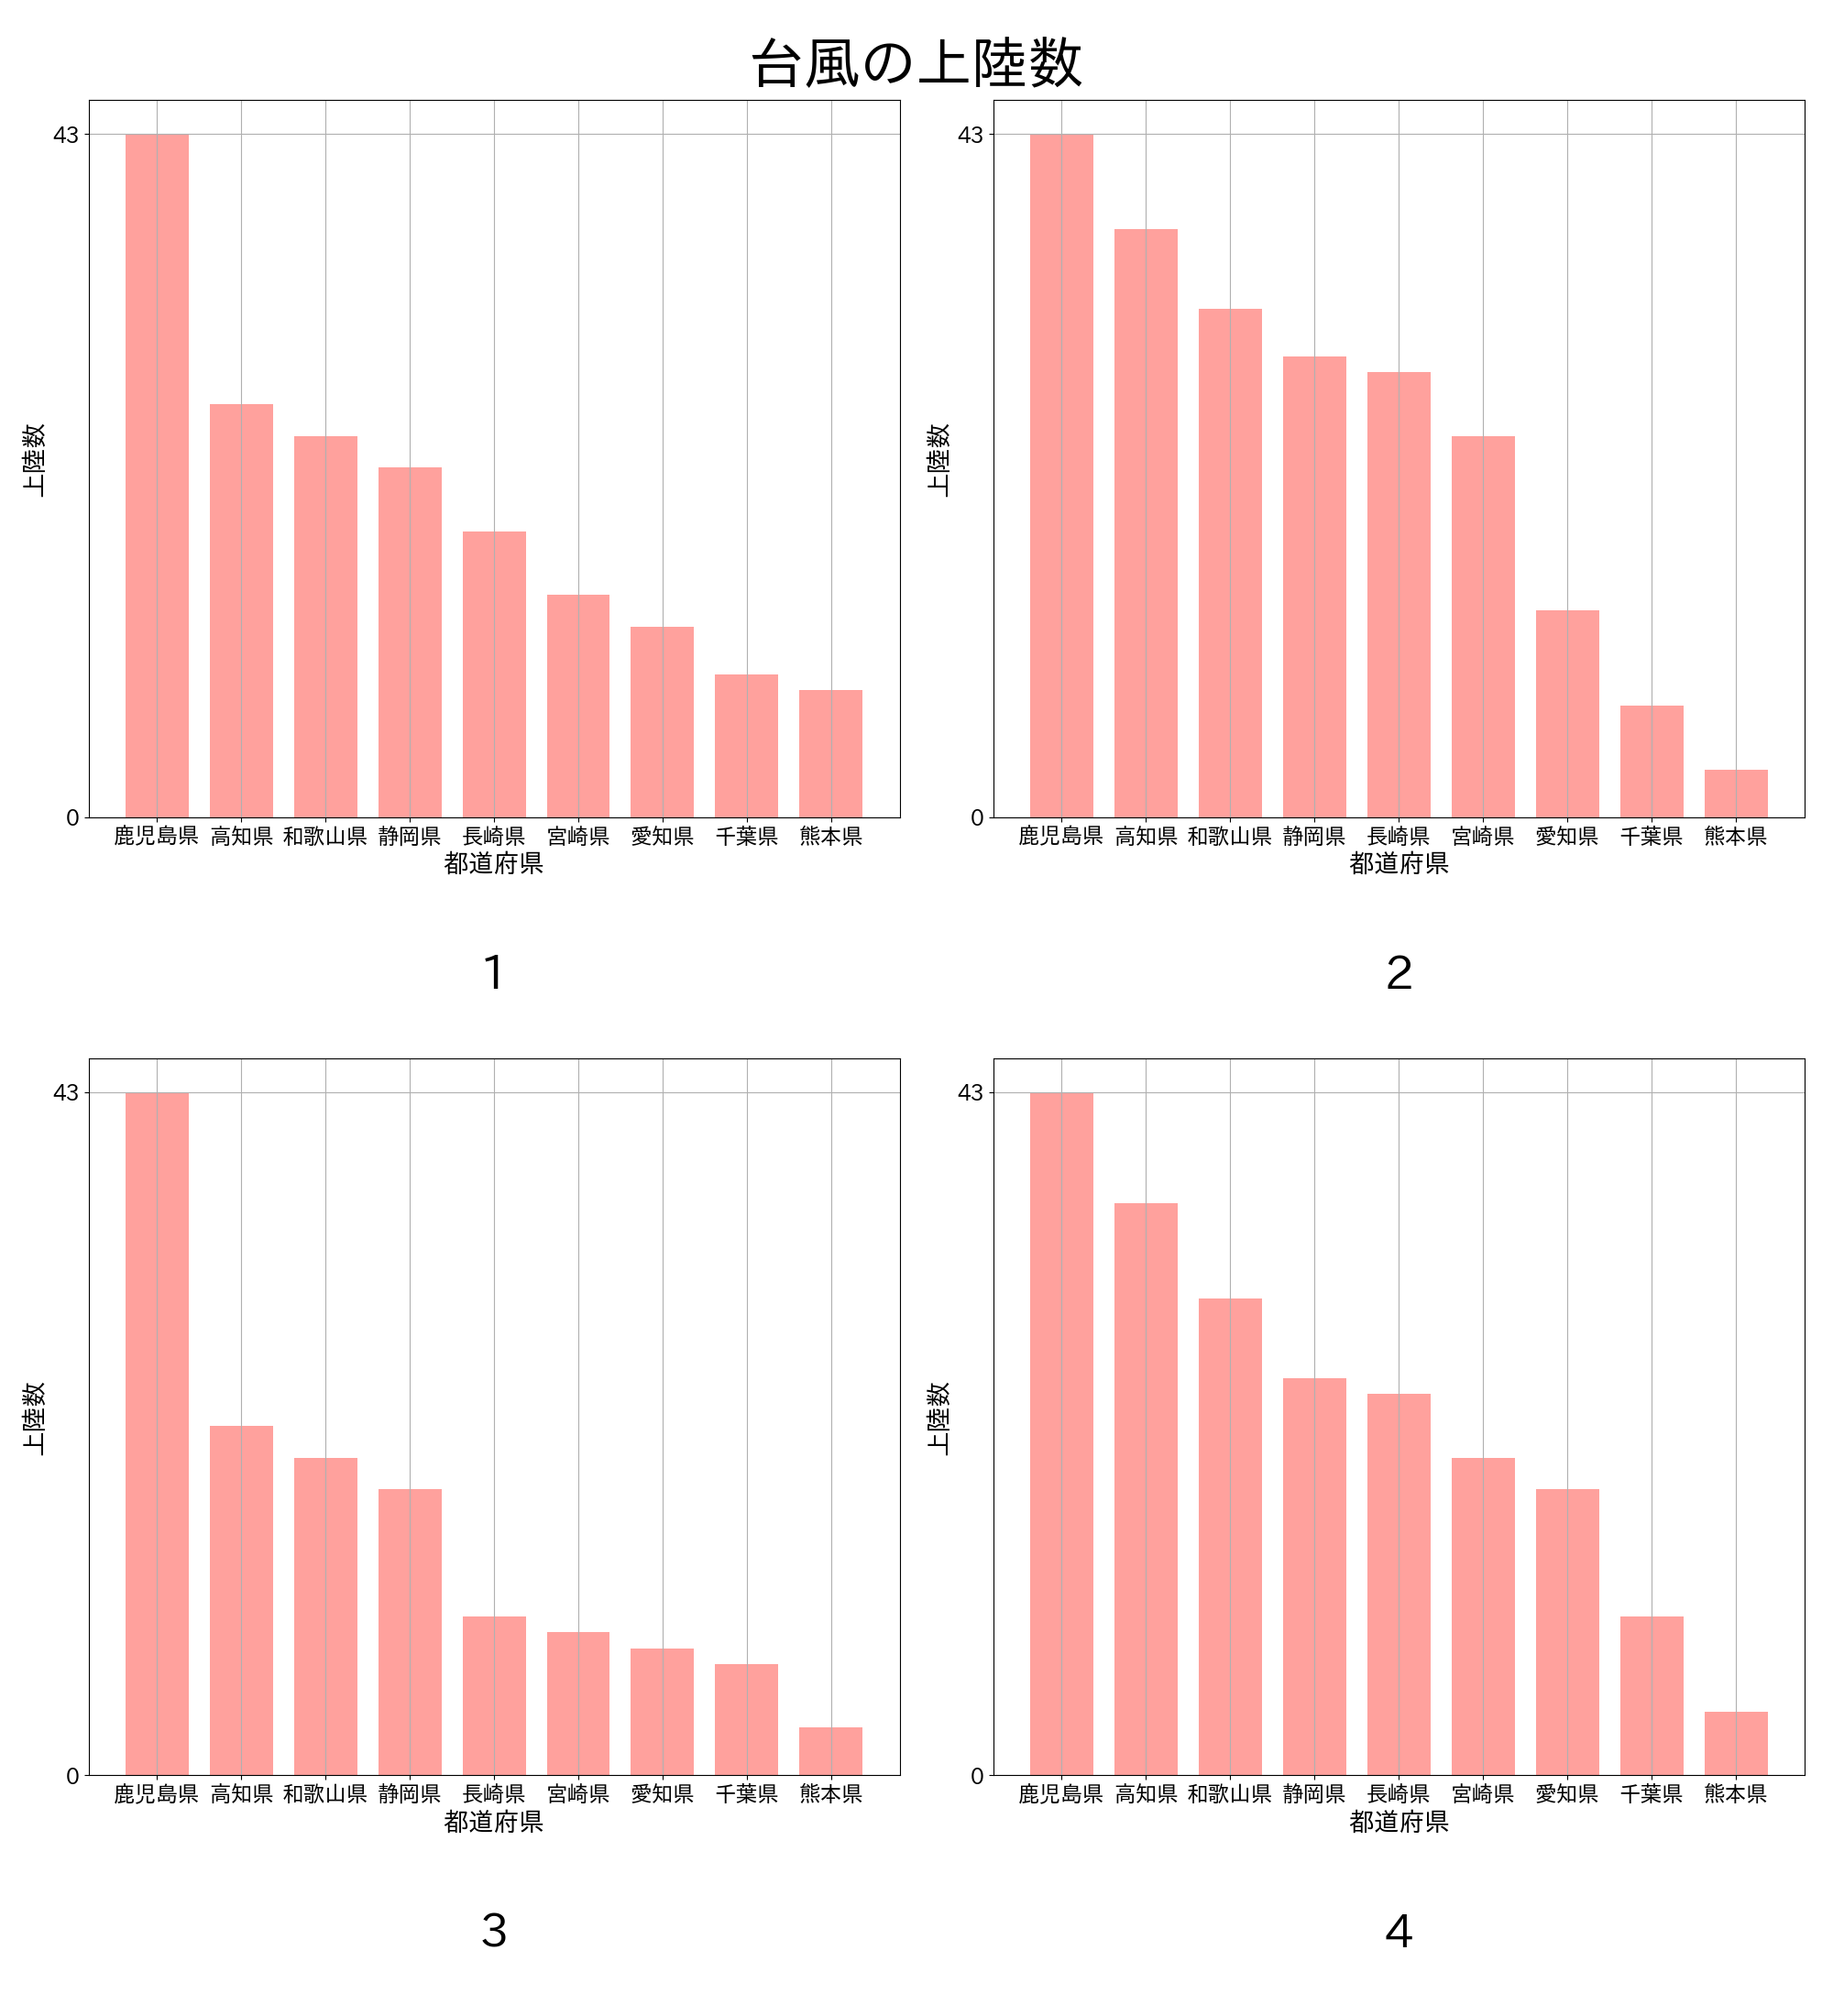 台風の上陸数
43
0
上陸数
鹿児島県 高知県 和歌山県 静岡県 長崎県 宮崎県 愛知県 千葉県 熊本県
都道府県
1
43
0
上陸数
鹿児島県 高知県 和歌山県 静岡県 長崎県 宮崎県 愛知県 千葉県 熊本県
都道府県
2
43
0
上陸数
鹿児島県 高知県 和歌山県 静岡県 長崎県 宮崎県 愛知県 千葉県 熊本県
都道府県
3
43
0
上陸数
鹿児島県 高知県 和歌山県 静岡県 長崎県 宮崎県 愛知県 千葉県 熊本県
都道府県
4